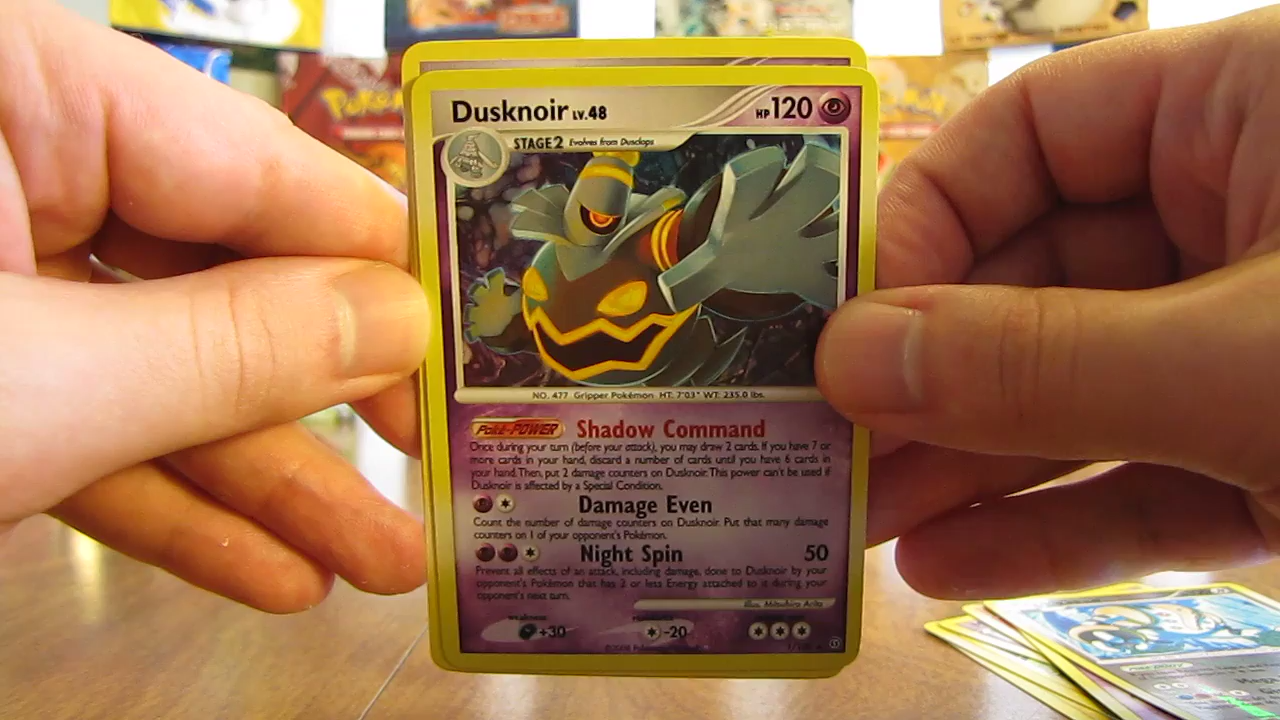 Dusknoir LV.48 HP 120
STAGE2 Evolves from Dusclops
NO. 477 Gripper Pokémon HT: 7'03" WT: 235.0 lbs.
Poké-POWER Shadow Command
Once during your turn (before your attack), you may draw 2 cards. If you have 7 or
more cards in your hand, discard a number of cards until you have 6 cards in
your hand. Then, put 2 damage counters on Dusknoir. This power can't be used if
Dusknoir is affected by a Special Condition.
Damage Even
Count the number of damage counters on Dusknoir. Put that many damage
counters on 1 of your opponent's Pokémon.
Night Spin 50
Prevent all effects of an attack, including damage, done to Dusknoir by your
opponent's Pokémon that has 2 or less Energy attached to it during your
opponent's next turn.
Illus. Mitsuhiro Arita
weakness
+30 -20